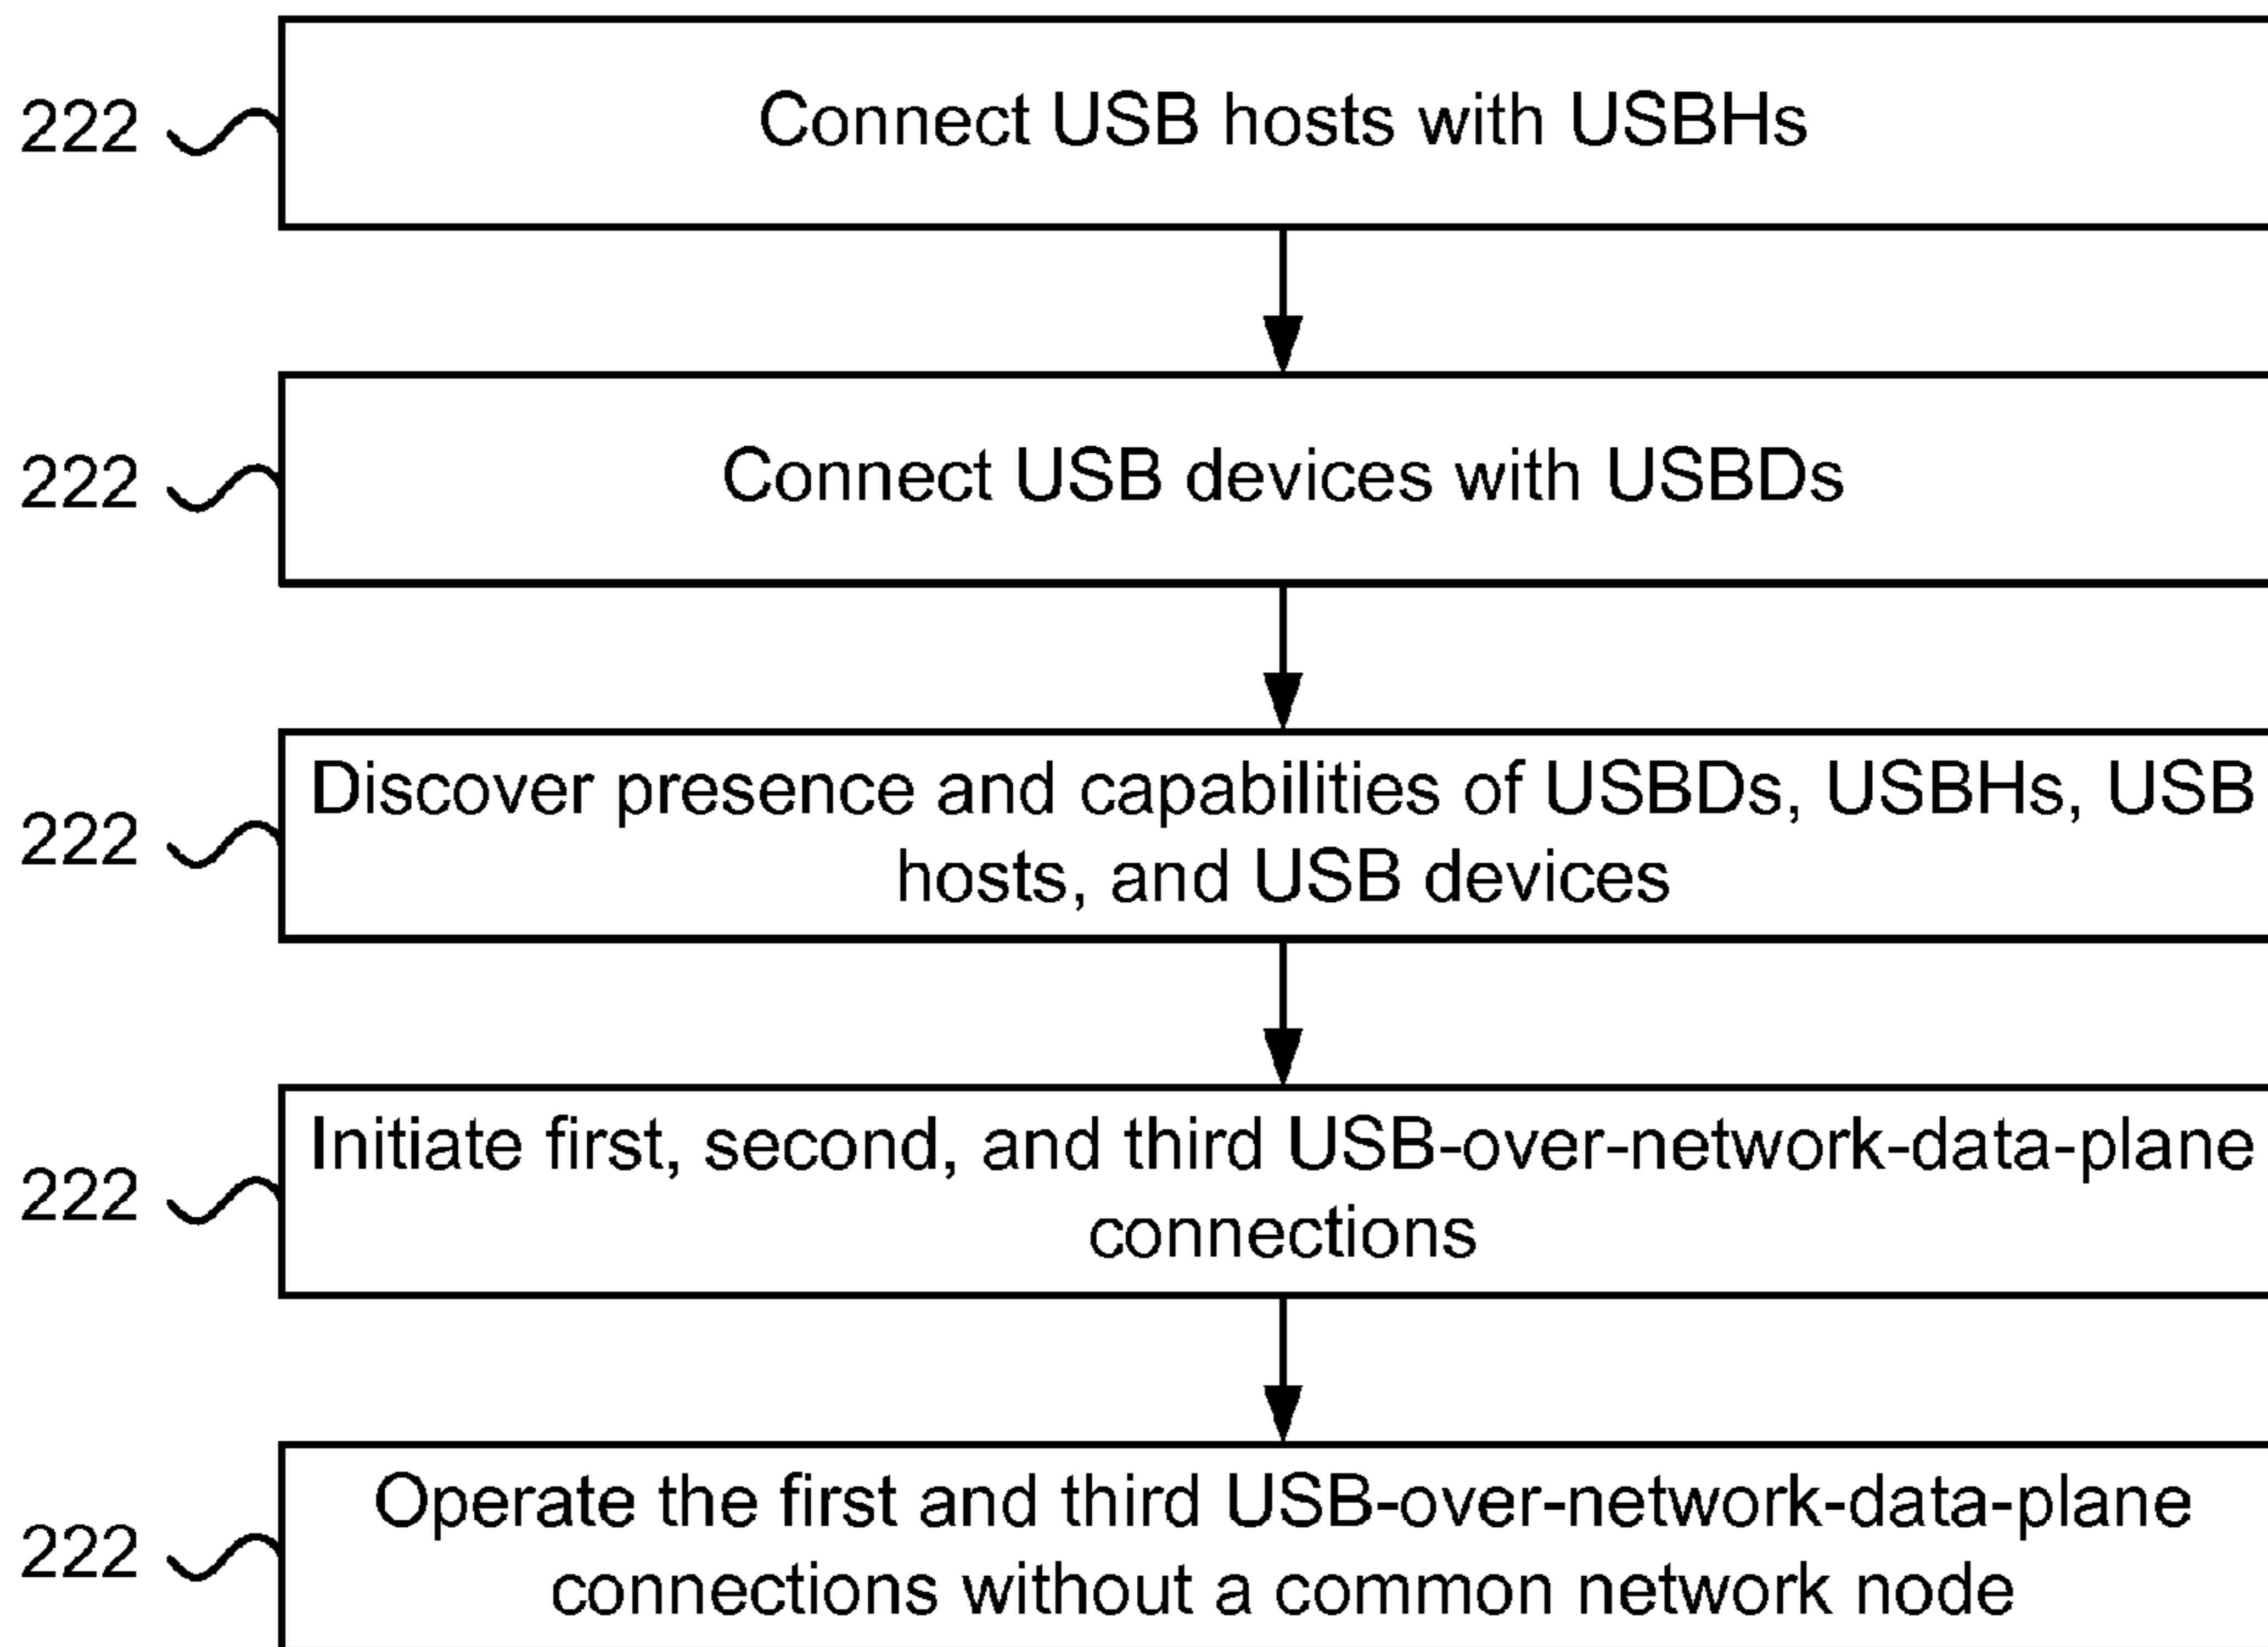 222
Connect USB hosts with USBHs
222
Connect USB devices with USBDs
222
Discover presence and capabilities of USBDs, USBHs, USB
hosts, and USB devices
222
Initiate first, second, and third USB-over-network-data-plane
connections
222
Operate the first and third USB-over-network-data-plane
connections without a common network node